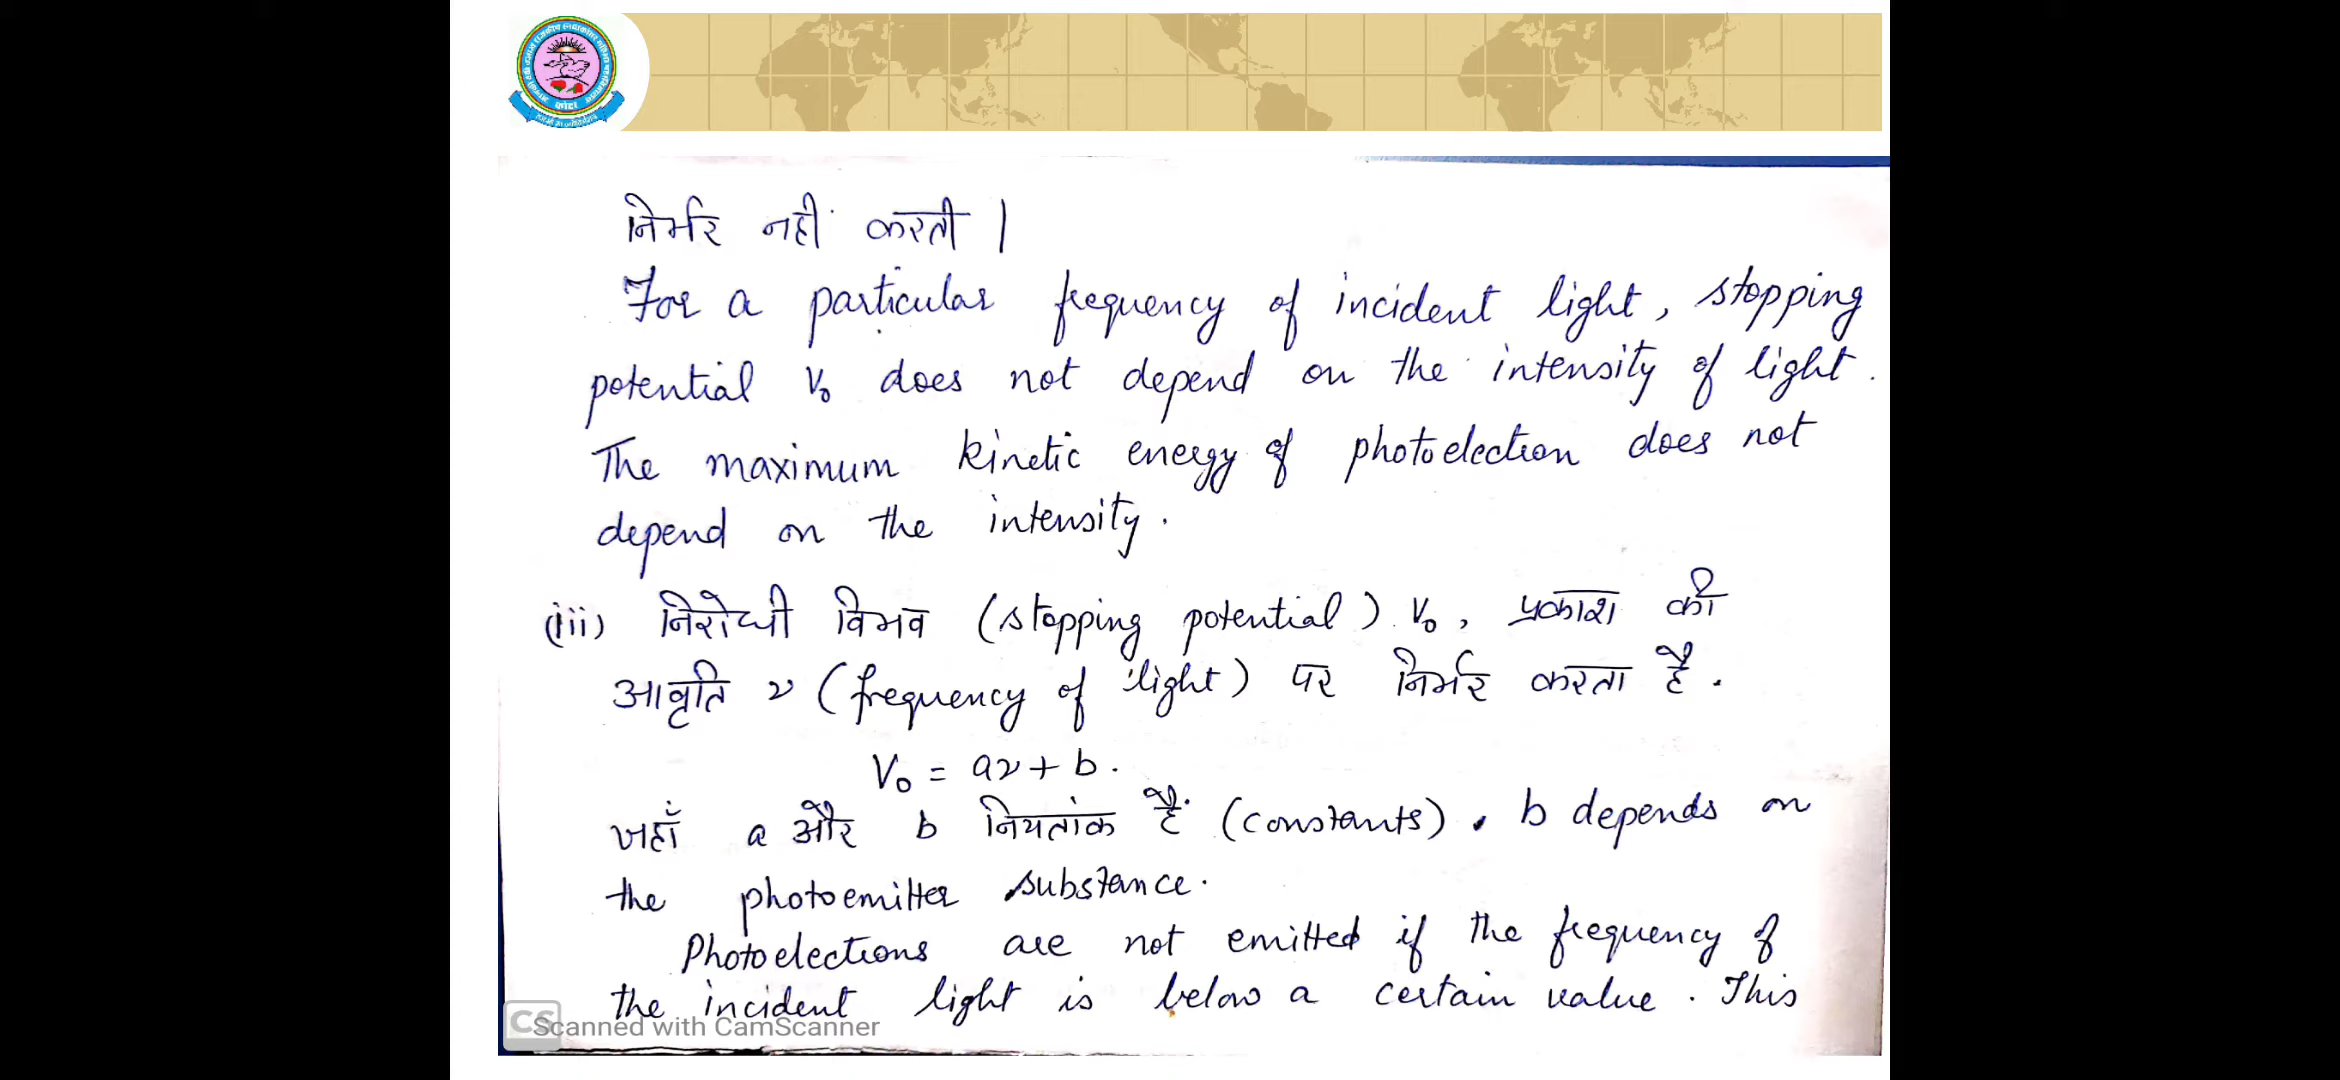 निर्भर नही करती |
For a particular frequency of incident light, stopping
potential V₀ does not depend on the intensity of light.
The maximum kinetic energy of photoelectron does not
depend on the intensity.
(iii) निरोधी विभव (stopping potential) V₀, प्रकाश की
आवृति ν (frequency of light) पर निर्भर करता है.
V₀ = aν + b.
जहाँ a और b नियतांक है (constants). b depends on
the photoemitter substance.
Photoelectrons are not emitted if the frequency of
the incident light is below a certain value. This
CS
Scanned with CamScanner
कोटा